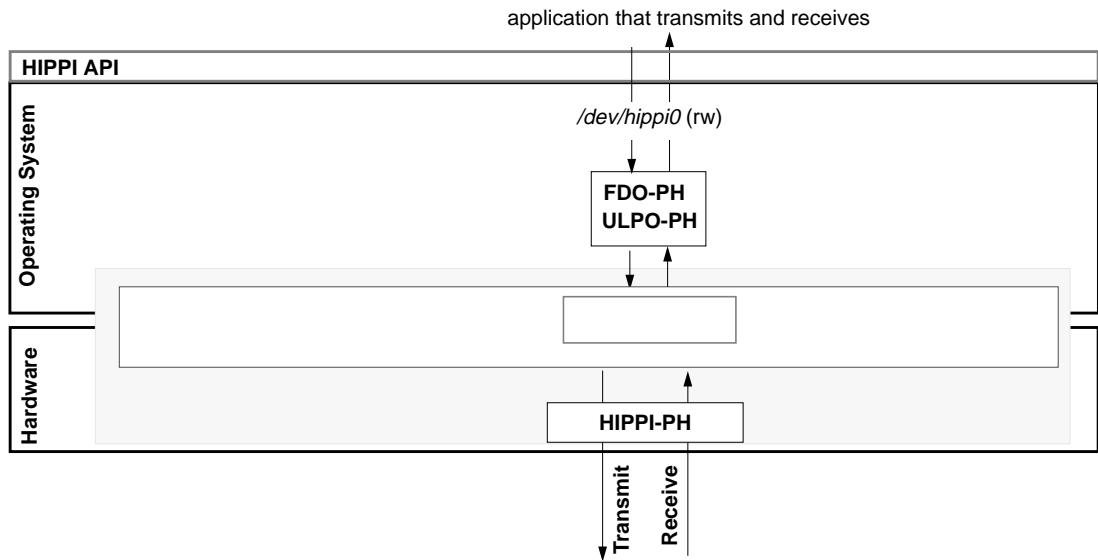 application that transmits and receives
HIPPI API
/dev/hippi0 (rw)
Operating System
FDO-PH
ULPO-PH
Hardware
HIPPI-PH
Transmit
Receive